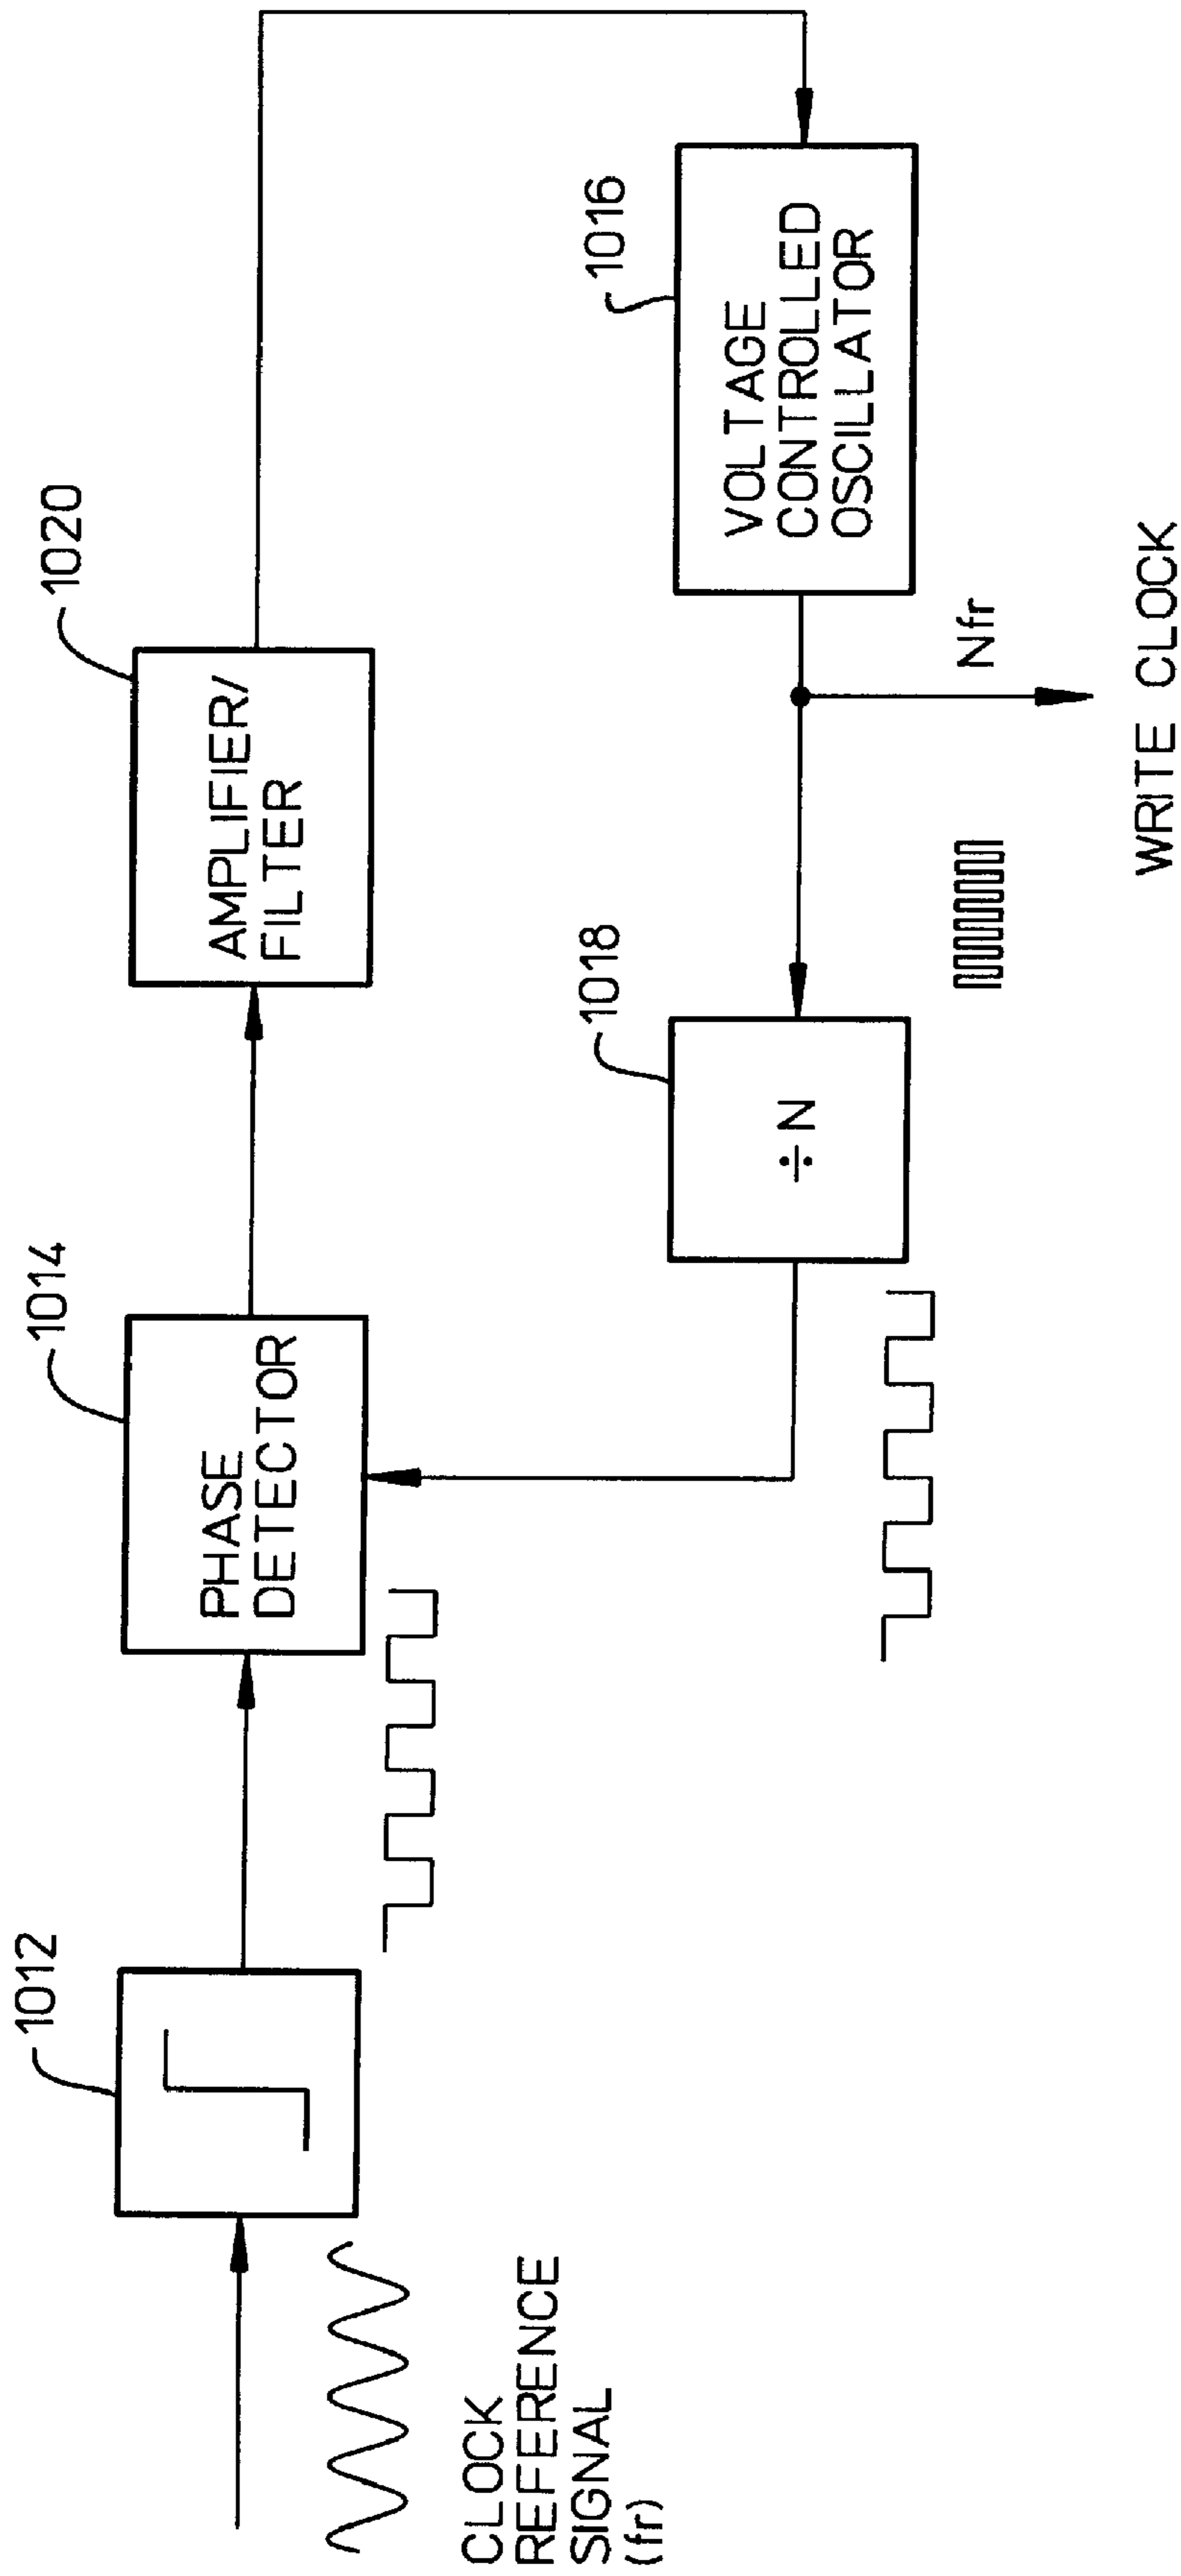 1012
1014
1020
PHASE
DETECTOR
AMPLIFIER/
FILTER
CLOCK
REFERENCE
SIGNAL
(fr)
1018
1016
÷N
VOLTAGE
CONTROLLED
OSCILLATOR
Nfr
WRITE CLOCK